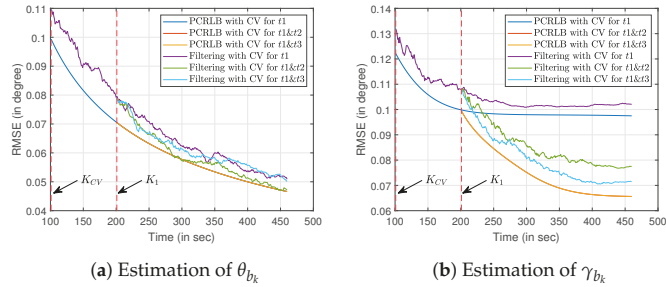 PCRLB with CV for t1
PCRLB with CV for t1&t2
PCRLB with CV for t1&t3
Filtering with CV for t1
Filtering with CV for t1&t2
Filtering with CV for t1&t3
RMSE (in degree)
0.11
0.1
0.09
0.08
0.07
0.06
0.05
0.04
K_{CV}
K_1
100 150 200 250 300 350 400 450 500
Time (in sec)
(a) Estimation of θ_{b_k}
PCRLB with CV for t1
PCRLB with CV for t1&t2
PCRLB with CV for t1&t3
Filtering with CV for t1
Filtering with CV for t1&t2
Filtering with CV for t1&t3
RMSE (in degree)
0.14
0.13
0.12
0.11
0.1
0.09
0.08
0.07
0.06
K_{CV}
K_1
100 150 200 250 300 350 400 450 500
Time (in sec)
(b) Estimation of γ_{b_k}